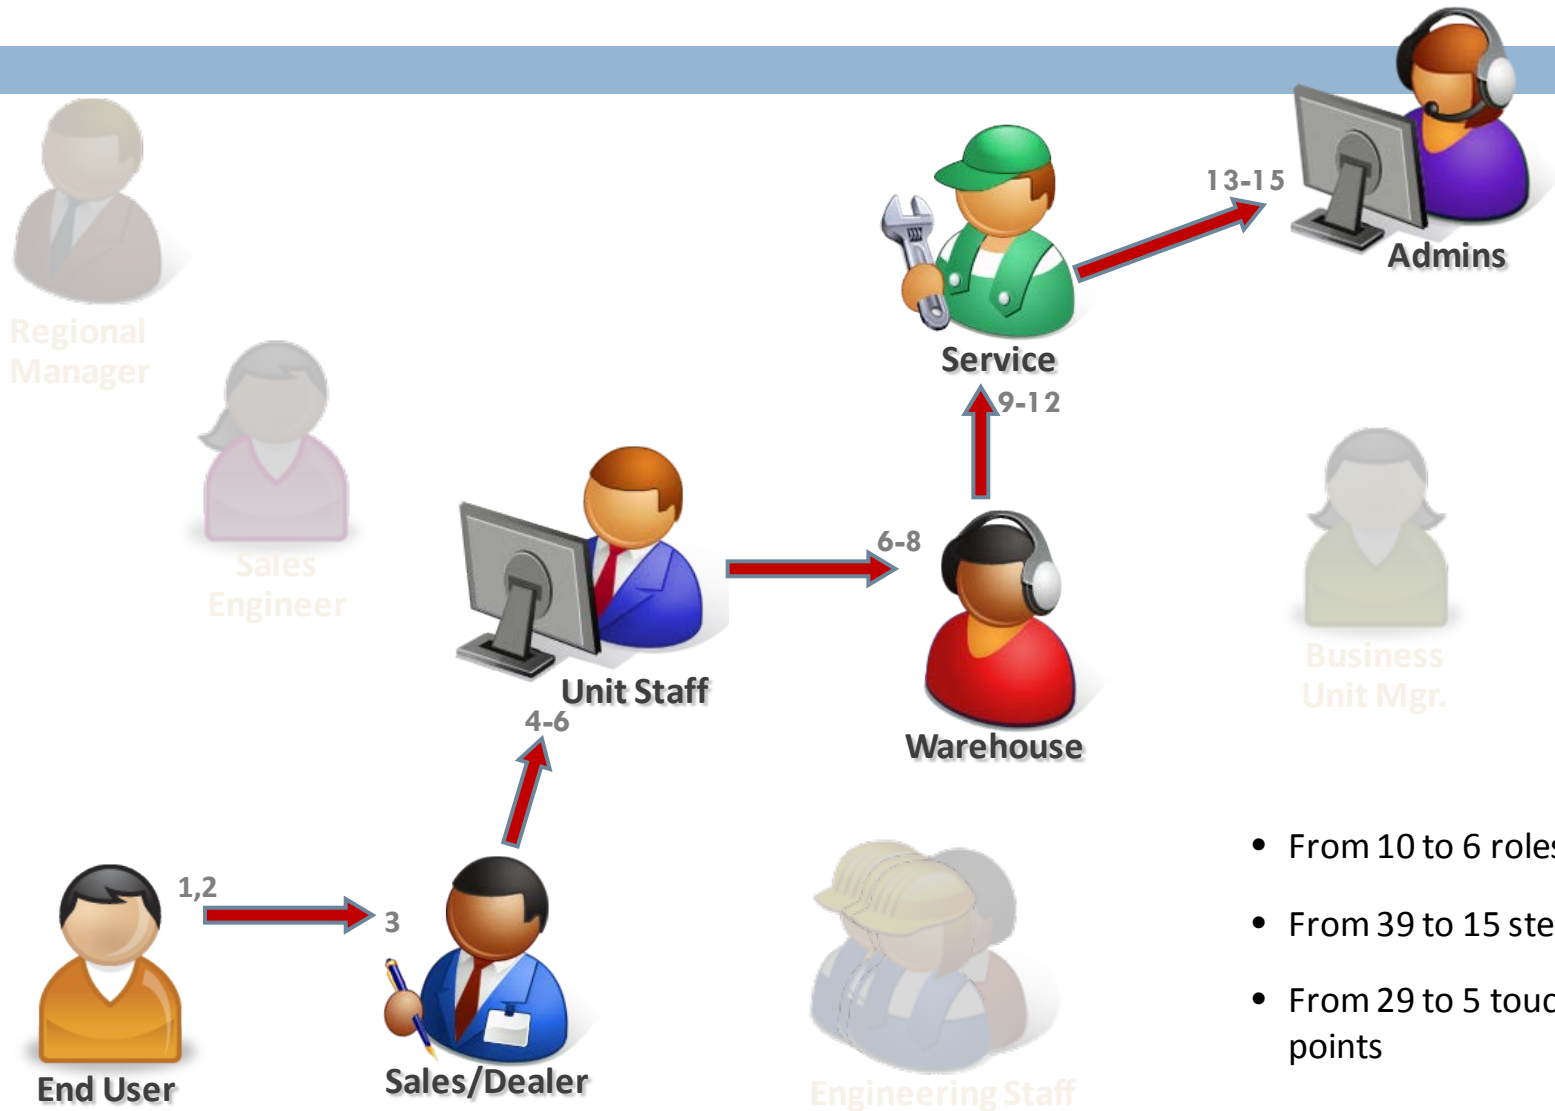 13-15
Admins
Regional
Manager
Service
9-12
Sales
Engineer
6-8
Unit Staff
4-6
Business
Unit Mgr.
Warehouse
1,2
3
End User
Sales/Dealer
Engineering Staff
• From 10 to 6 roles
• From 39 to 15 ste
• From 29 to 5 touc
points